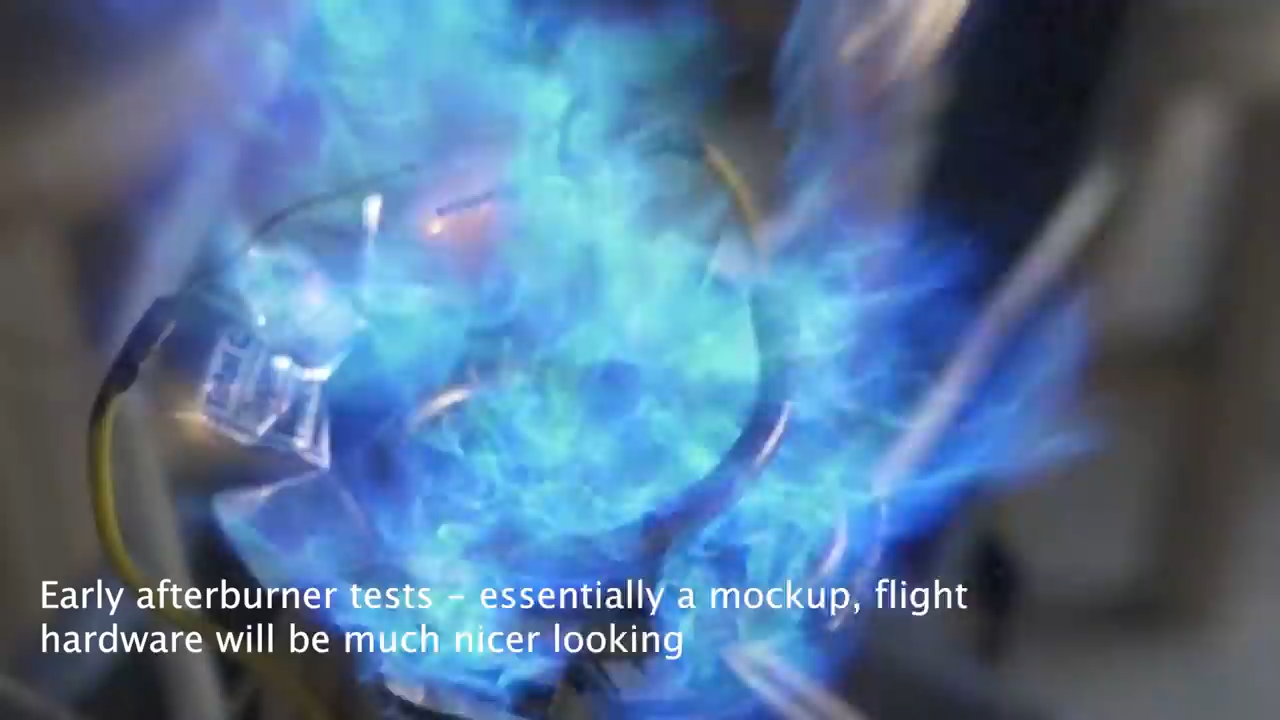 Early afterburner tests – essentially a mockup, flight
hardware will be much nicer looking